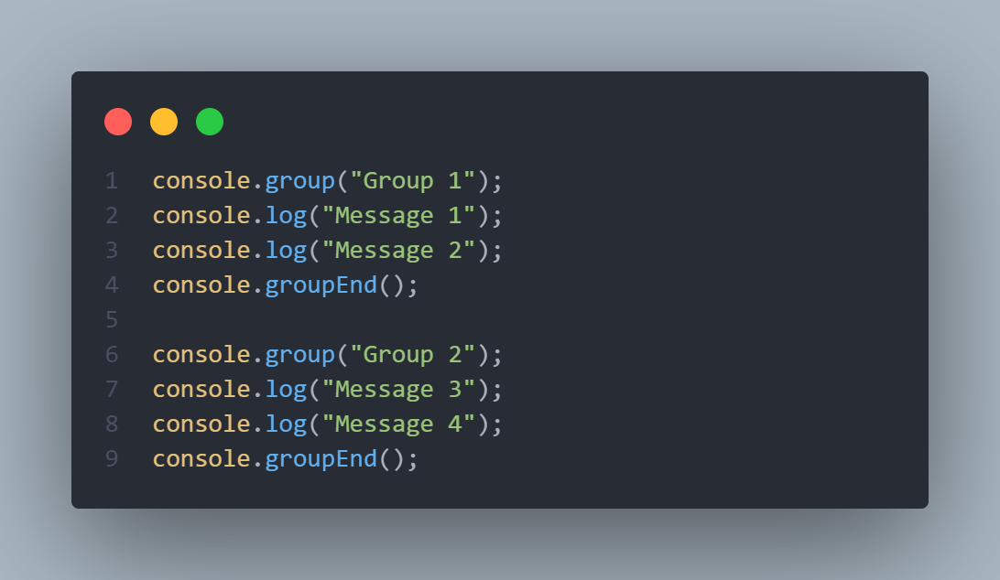 1 console.group("Group 1");
2 console.log("Message 1");
3 console.log("Message 2");
4 console.groupEnd();
5
6 console.group("Group 2");
7 console.log("Message 3");
8 console.log("Message 4");
9 console.groupEnd();